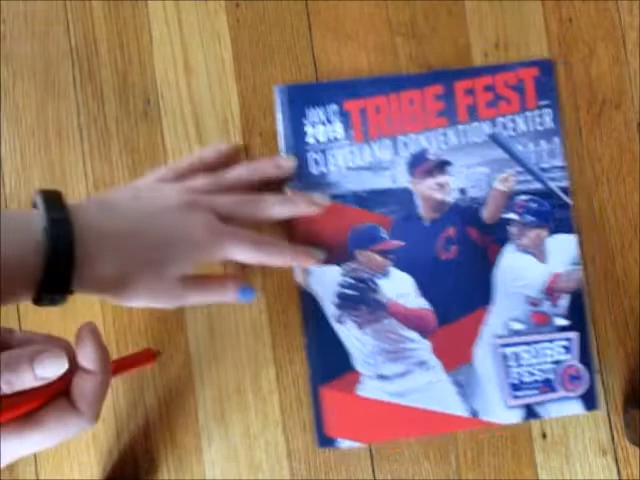 JAN 12
2019
TRIBE FEST
CLEVELAND CONVENTION CENTER
TRIBE
FEST
C
C